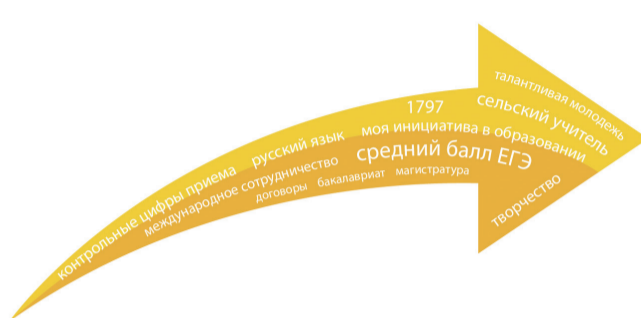 талантливая молодежь
1797
сельский учитель
контрольные цифры приема
русский язык
моя инициатива в образовании
международное сотрудничество
средний балл ЕГЭ
договоры
бакалавриат
магистратура
творчество